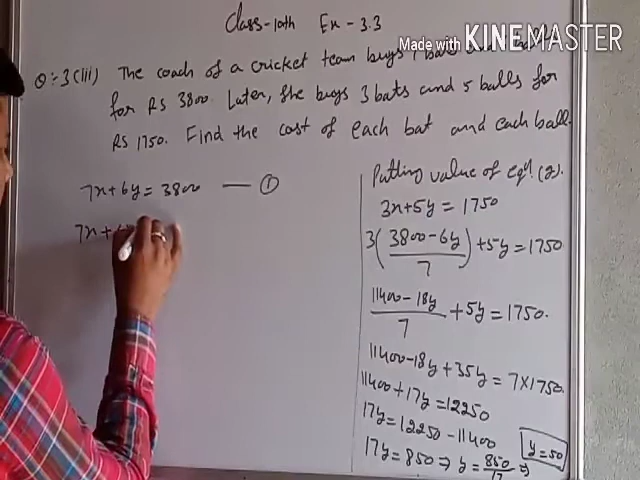 Made with KINEMASTER
Class-10th Ex-3.3
Q:-3(iii) The coach of a cricket team buys 7 bats
for RS 3800. Later, She buys 3 bats and 5 balls for
RS 1750. Find the cost of each bat and each ball.
7x+6y=3800 — ①
7x+
Putting value of eqn (2).
3x+5y=1750
3(3800-6y/7)+5y=1750
11400-18y/7+5y=1750.
11400-18y+35y=7×1750.
11400+17y=12250
17y=12250-11400
17y=850⇒y=850/17⇒
y=50